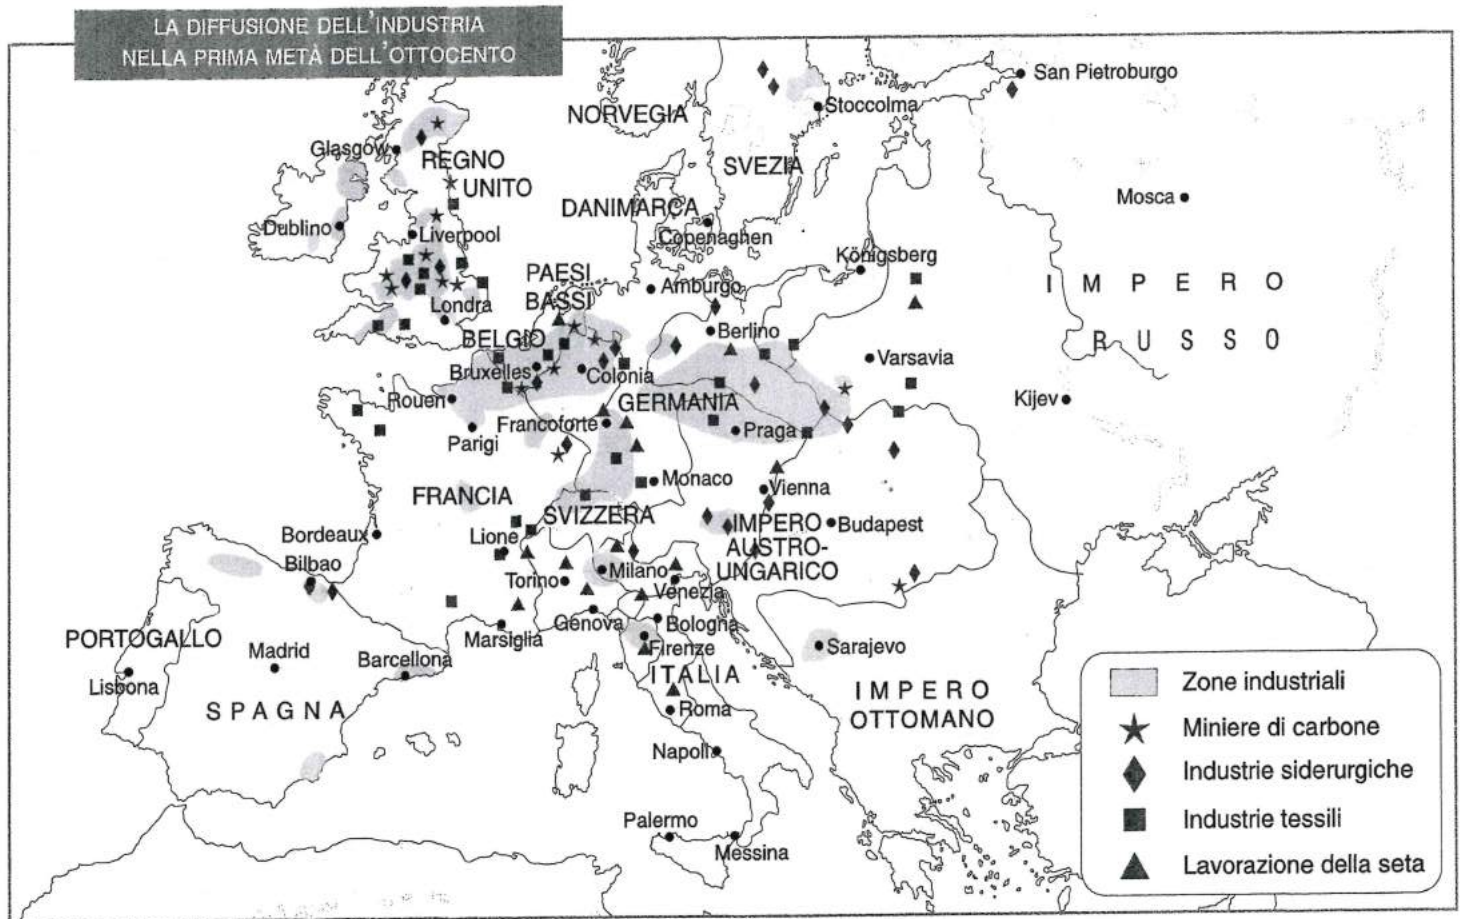 LA DIFFUSIONE DELL'INDUSTRIA
NELLA PRIMA METÀ DELL'OTTOCENTO
San Pietroburgo
NORVEGIA
Stoccolma
Glasgow
REGNO
UNITO
SVEZIA
Mosca
DANIMARCA
Dublino
Liverpool
Copenaghen
Königsberg
PAESI
BASSI
Amburgo
IMPERO
RUSSO
Londra
Berlino
BELGIO
Varsavia
Bruxelles
Colonia
Rouen
GERMANIA
Kijev
Francoforte
Parigi
Praga
Monaco
Vienna
FRANCIA
SVIZZERA
IMPERO
AUSTRO-
UNGARICO
Budapest
Bordeaux
Lione
Bilbao
Torino
Milano
Venezia
Genova
Bologna
PORTOGALLO
Marsiglia
Firenze
Sarajevo
Madrid
Barcellona
ITALIA
Lisbona
SPAGNA
Roma
IMPERO
OTTOMANO
Napoli
Palermo
Messina
Zone industriali
Miniere di carbone
Industrie siderurgiche
Industrie tessili
Lavorazione della seta